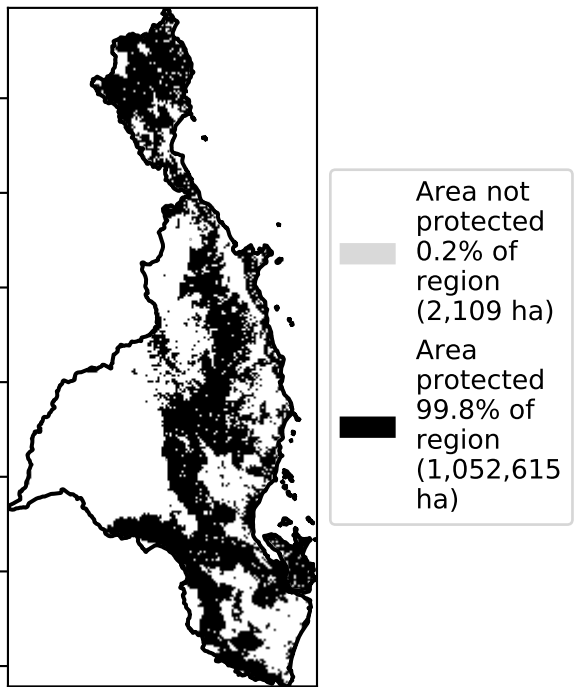 Area not
protected
0.2% of
region
(2,109 ha)
Area
protected
99.8% of
region
(1,052,615
ha)